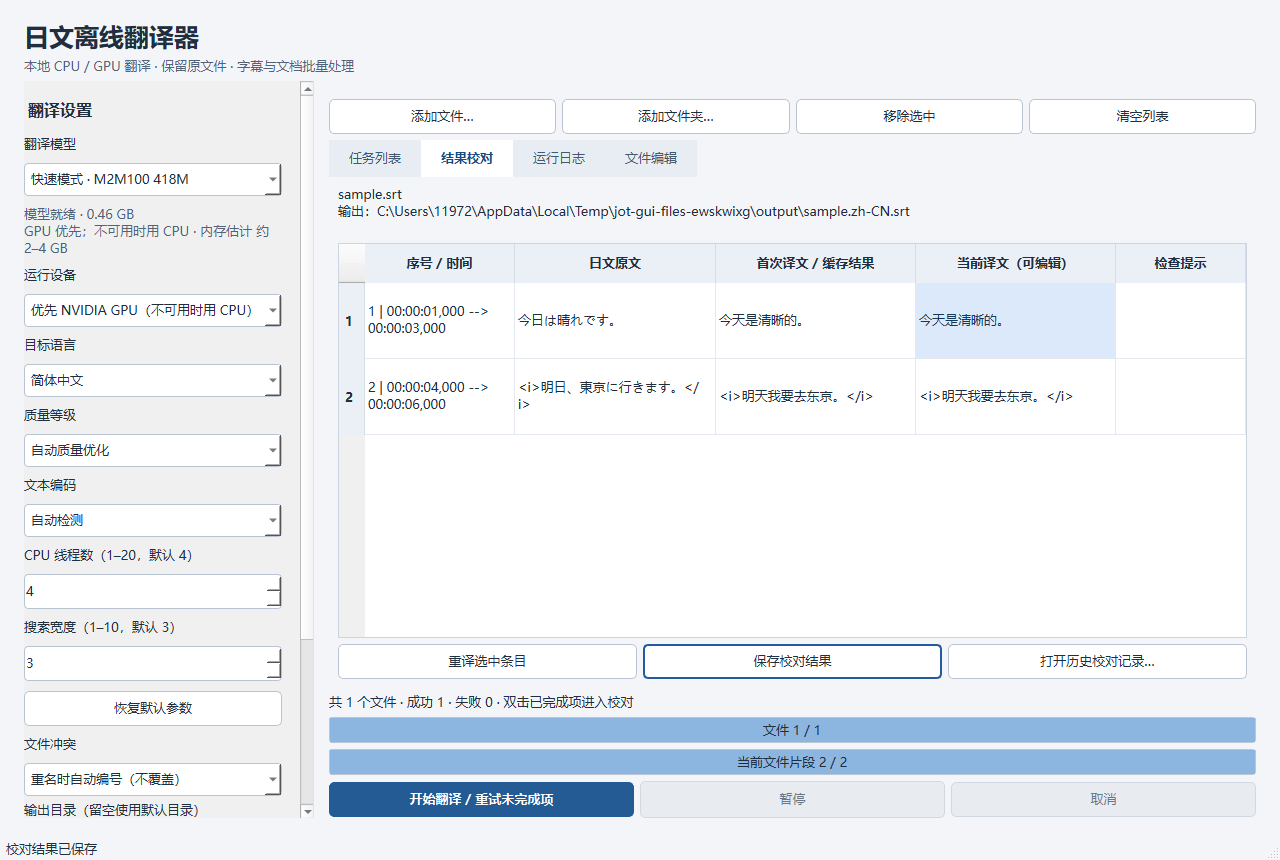 日文离线翻译器
本地 CPU / GPU 翻译 · 保留原文件 · 字幕与文档批量处理
翻译设置
翻译模型
快速模式 · M2M100 418M
模型就绪 · 0.46 GB
GPU 优先；不可用时用 CPU · 内存估计 约
2–4 GB
运行设备
优先 NVIDIA GPU（不可用时用 CPU）
目标语言
简体中文
质量等级
自动质量优化
文本编码
自动检测
CPU 线程数（1–20，默认 4）
4
搜索宽度（1–10，默认 3）
3
恢复默认参数
文件冲突
重名时自动编号（不覆盖）
输出目录（留空使用默认目录）
添加文件...
添加文件夹...
移除选中
清空列表
任务列表
结果校对
运行日志
文件编辑
sample.srt
输出：C:\Users\11972\AppData\Local\Temp\jot-gui-files-ewskwixg\output\sample.zh-CN.srt
序号 / 时间
日文原文
首次译文 / 缓存结果
当前译文（可编辑）
检查提示
1
1 | 00:00:01,000 -->
00:00:03,000
今日は晴れです。
今天是清晰的。
今天是清晰的。
2
2 | 00:00:04,000 -->
00:00:06,000
<i>明日、東京に行きます。</
i>
<i>明天我要去东京。</i>
<i>明天我要去东京。</i>
重译选中条目
保存校对结果
打开历史校对记录...
共 1 个文件 · 成功 1 · 失败 0 · 双击已完成项进入校对
文件 1 / 1
当前文件片段 2 / 2
开始翻译 / 重试未完成项
暂停
取消
校对结果已保存